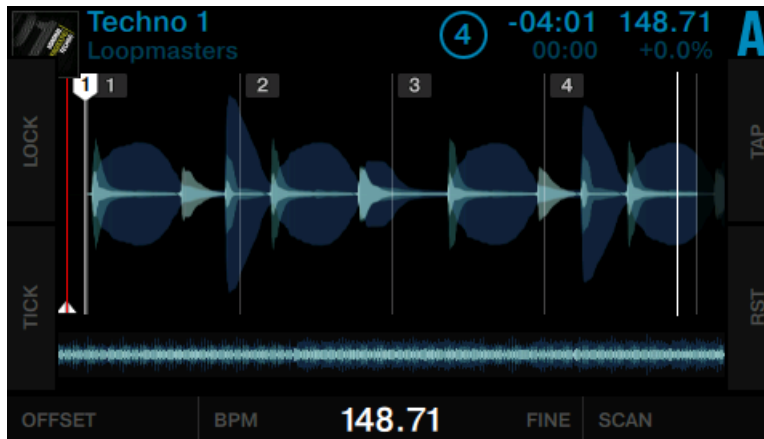 Techno 1
Loopmasters
4
-04:01
148.71
A
00:00
+0.0%
1
1
2
3
4
LOCK
TAP
TICK
RST
OFFSET
BPM
148.71
FINE
SCAN